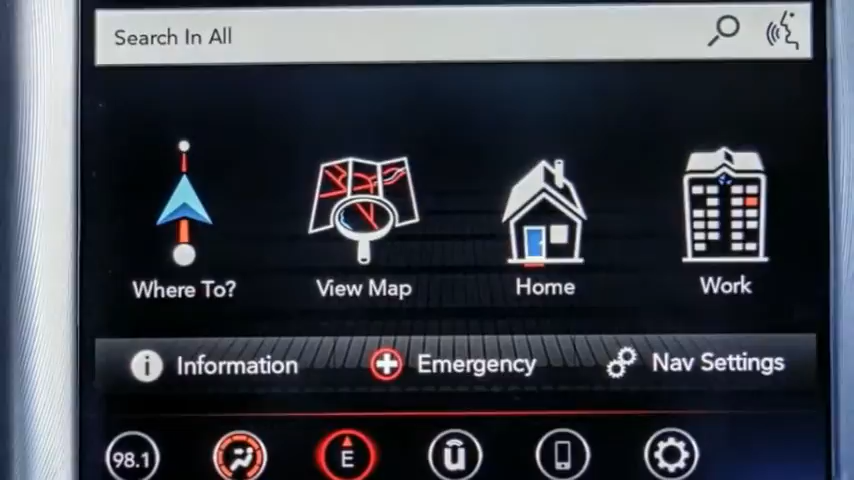 Search In All
Where To?
View Map
Home
Work
Information
Emergency
Nav Settings
98.1
E
u